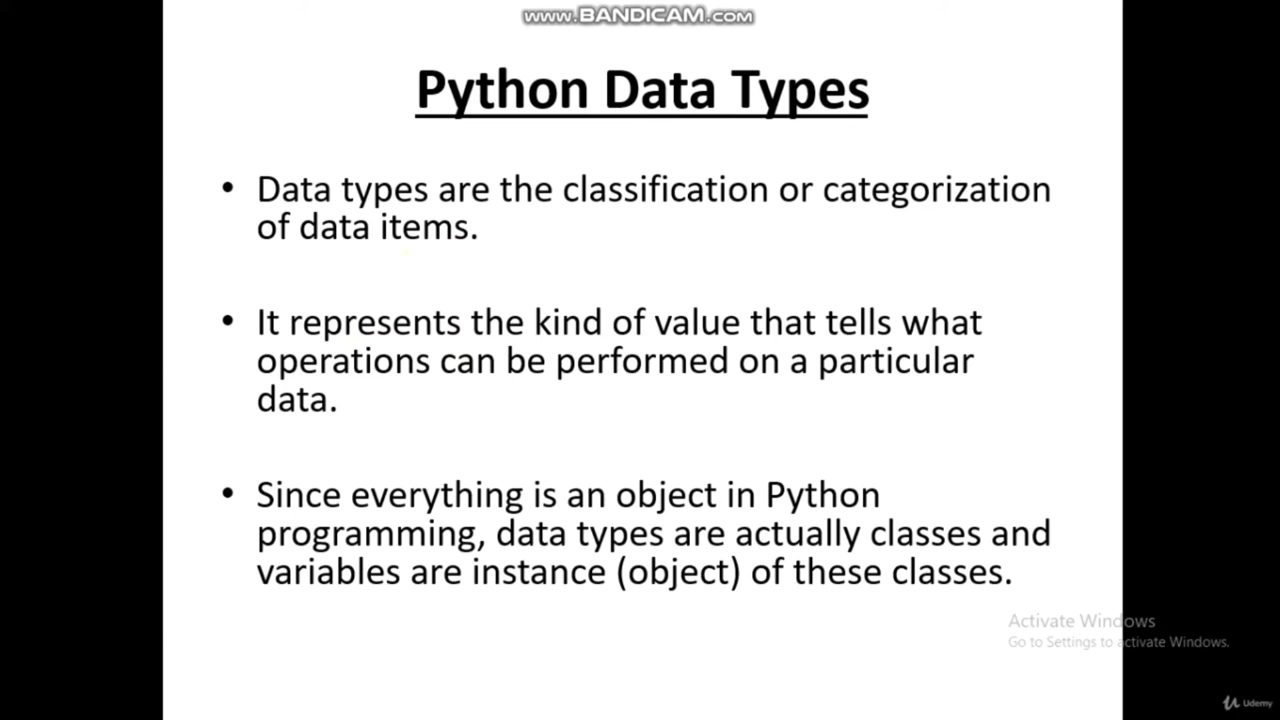 www.BANDICAM.com
Python Data Types
• Data types are the classification or categorization
of data items.
• It represents the kind of value that tells what
operations can be performed on a particular
data.
• Since everything is an object in Python
programming, data types are actually classes and
variables are instance (object) of these classes.
Activate Windows
Go to Settings to activate Windows.
Udemy